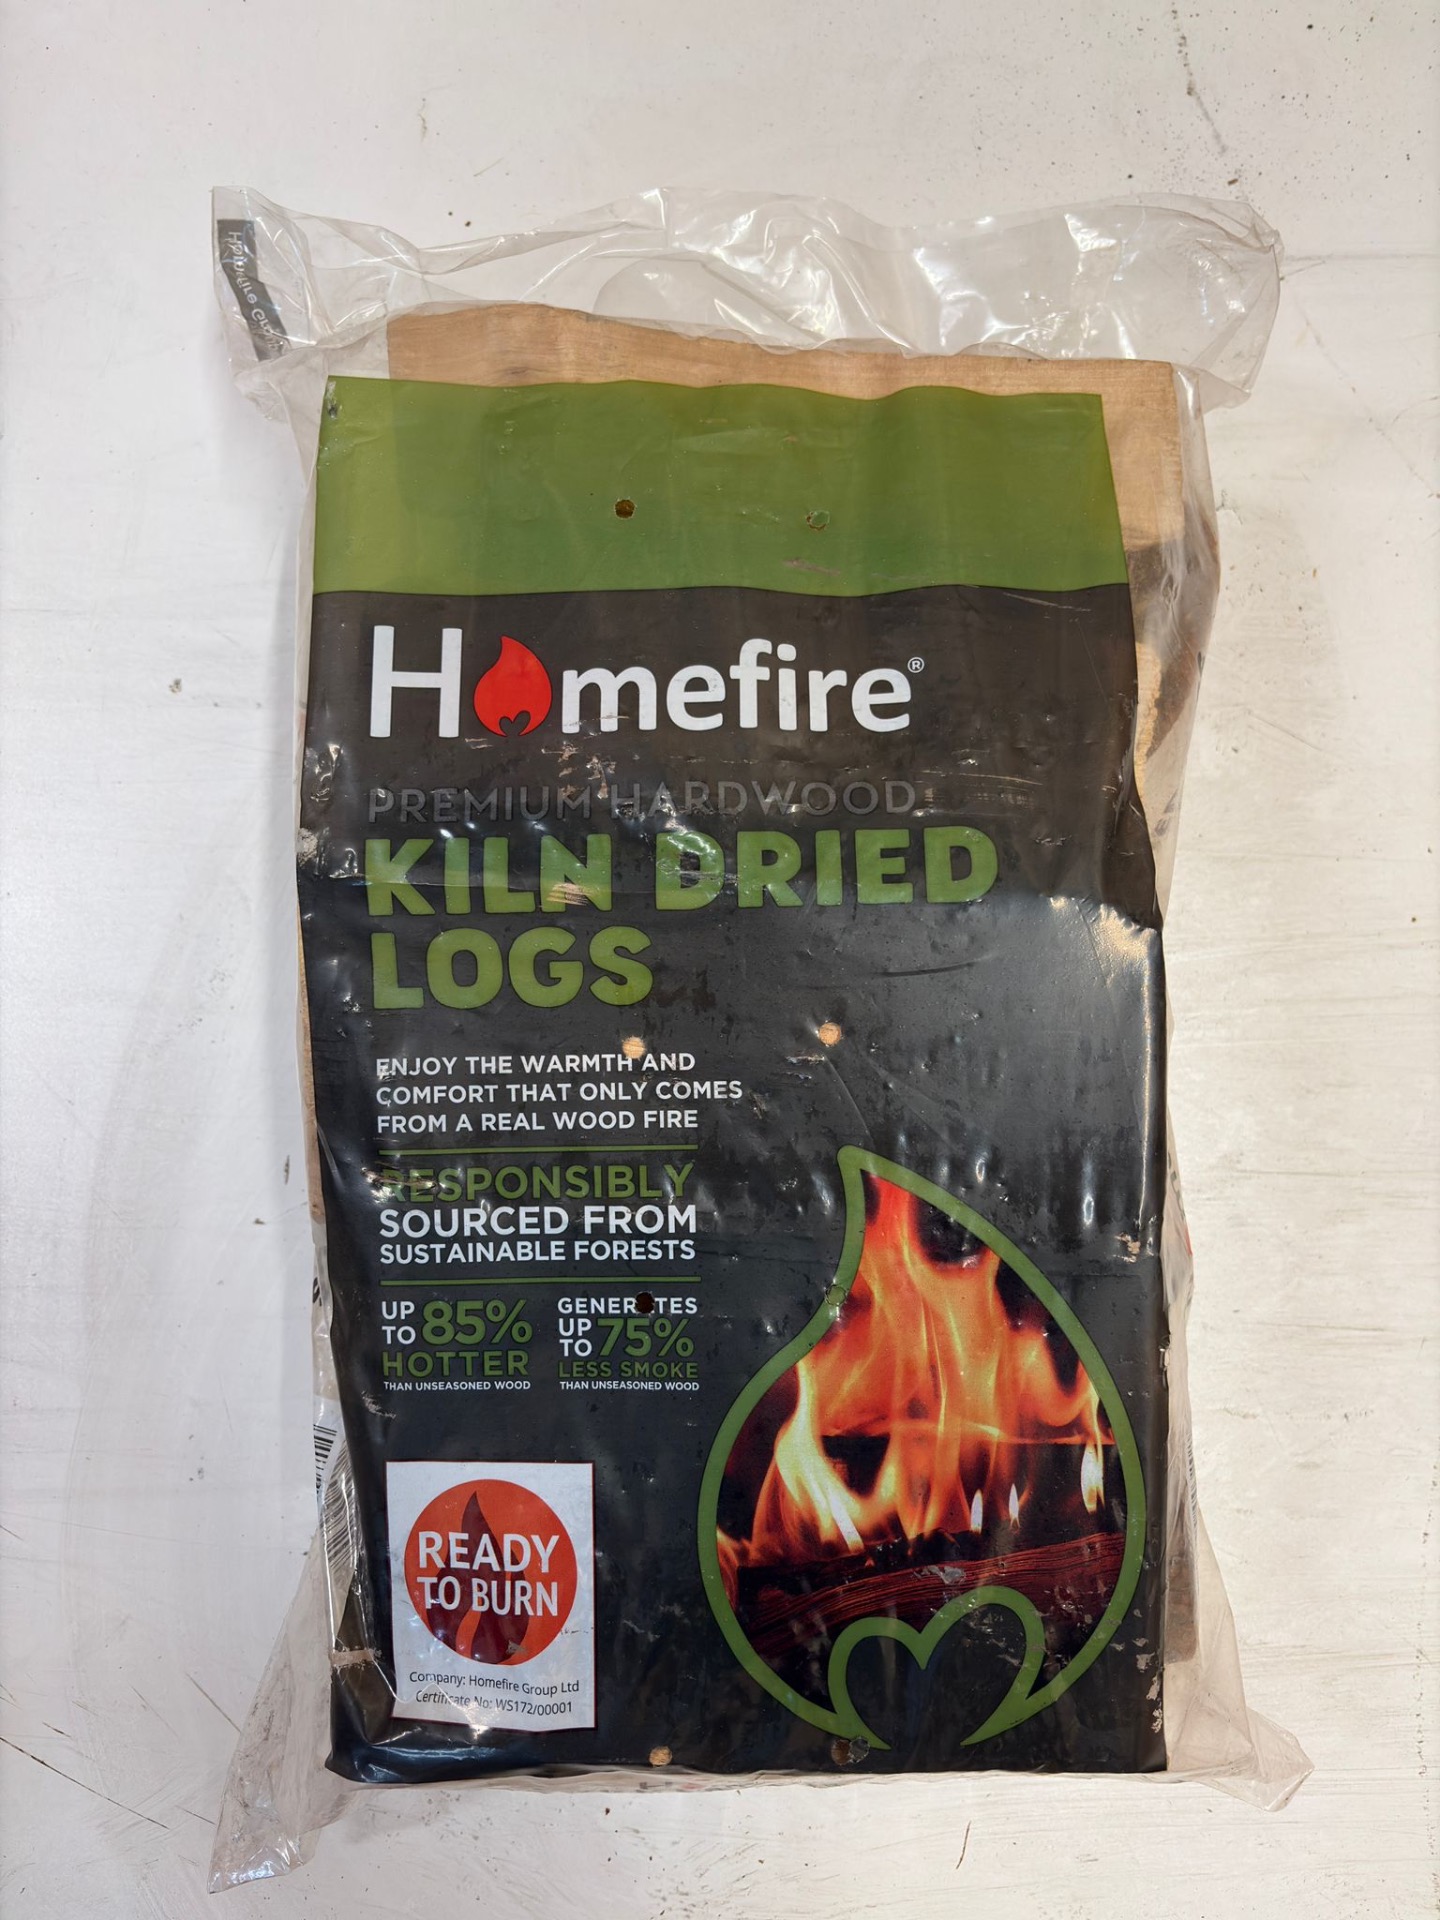 Homefire®
PREMIUM HARDWOOD
KILN DRIED
LOGS
ENJOY THE WARMTH AND
COMFORT THAT ONLY COMES
FROM A REAL WOOD FIRE
RESPONSIBLY
SOURCED FROM
SUSTAINABLE FORESTS
UP TO 85%
HOTTER
THAN UNSEASONED WOOD
GENERATES
UP TO 75%
LESS SMOKE
THAN UNSEASONED WOOD
READY
TO BURN
Company: Homefire Group Ltd
Certificate No: WS172/00001